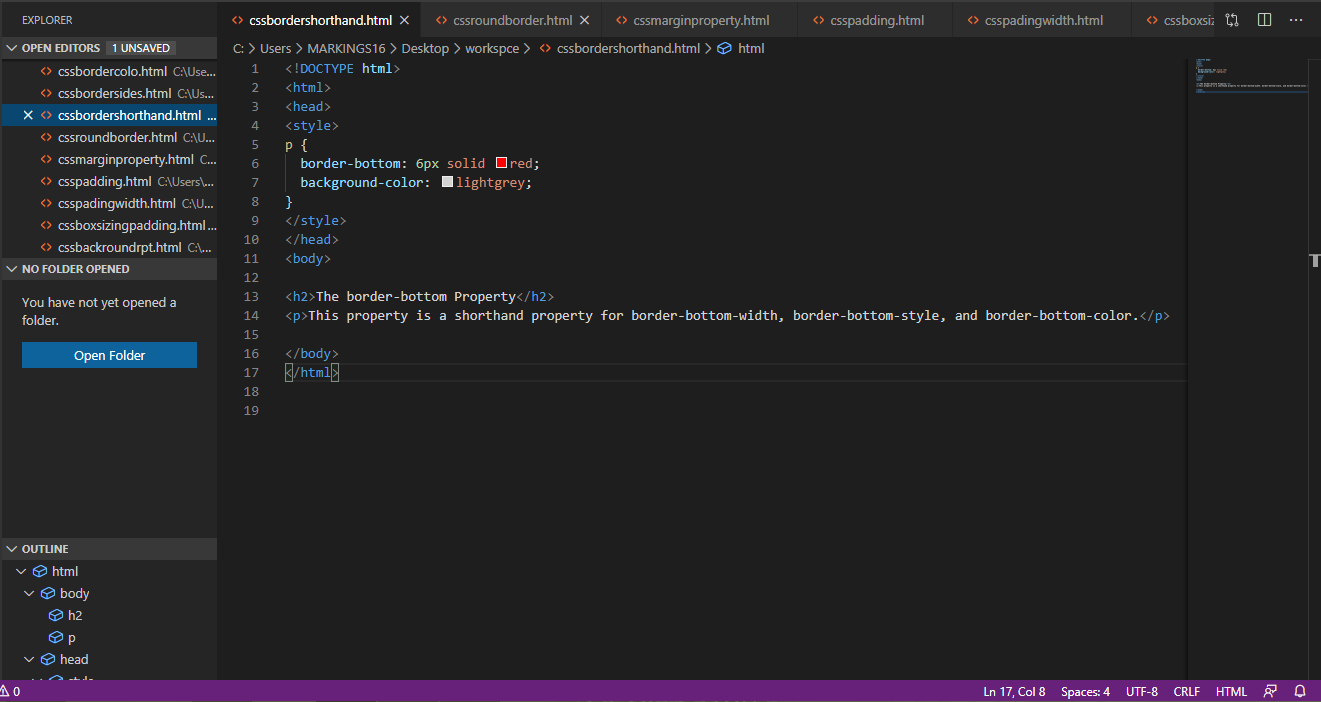 EXPLORER
OPEN EDITORS 1 UNSAVED
cssbordercolo.html C:\Use...
cssbordersides.html C:\Us...
cssbordershorthand.html ...
cssroundborder.html C:\U...
cssmarginproperty.html C...
csspadding.html C:\Users\...
csspadingwidth.html C:\U...
cssboxsizingpadding.html ...
cssbackroundrpt.html C:\...
NO FOLDER OPENED
You have not yet opened a
folder.
Open Folder
OUTLINE
html
body
h2
p
head
style
cssbordershorthand.html cssroundborder.html cssmarginproperty.html csspadding.html csspadingwidth.html cssboxsiz
C: > Users > MARKINGS16 > Desktop > workspce > cssbordershorthand.html > html
1 <!DOCTYPE html>
2 <html>
3 <head>
4 <style>
5 p {
6 border-bottom: 6px solid red;
7 background-color: lightgrey;
8 }
9 </style>
10 </head>
11 <body>
12
13 <h2>The border-bottom Property</h2>
14 <p>This property is a shorthand property for border-bottom-width, border-bottom-style, and border-bottom-color.</p>
15
16 </body>
17 </html>
18
19
0 Ln 17, Col 8 Spaces: 4 UTF-8 CRLF HTML